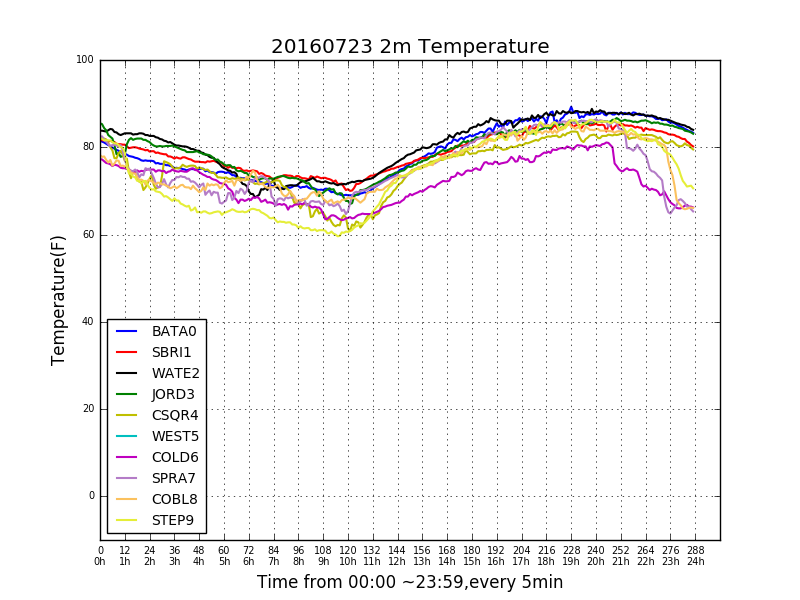 20160723 2m Temperature
Temperature(F)
100
80
60
40
20
0
BATA0
SBRI1
WATE2
JORD3
CSQR4
WEST5
COLD6
SPRA7
COBL8
STEP9
0 12 24 36 48 60 72 84 96 108 120 132 144 156 168 180 192 204 216 228 240 252 264 276 288
0h 1h 2h 3h 4h 5h 6h 7h 8h 9h 10h 11h 12h 13h 14h 15h 16h 17h 18h 19h 20h 21h 22h 23h 24h
Time from 00:00 ~23:59,every 5min